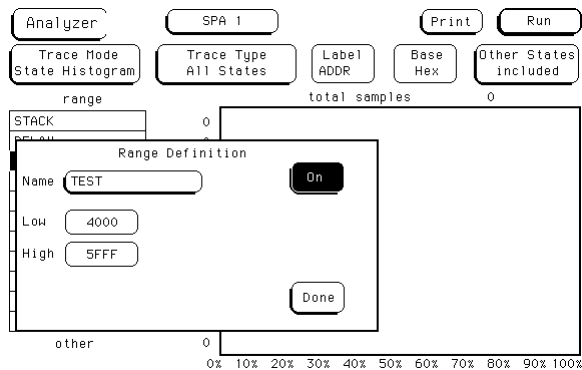 Analyzer SPA 1 Print Run
Trace Mode Trace Type Label Base Other States
State Histogram All States ADDR Hex included
range total samples 0
STACK 0
DELAY
Range Definition
Name TEST On
Low 4000
High 5FFF
Done
other 0
0% 10% 20% 30% 40% 50% 60% 70% 80% 90% 100%